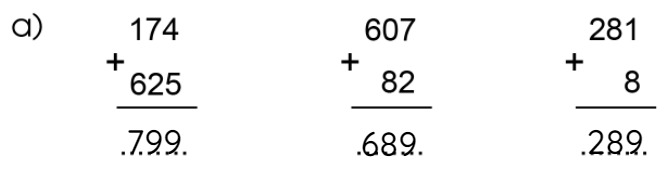 a) 174 607 281
+ + +
625 82 8
.799. .689. .289.